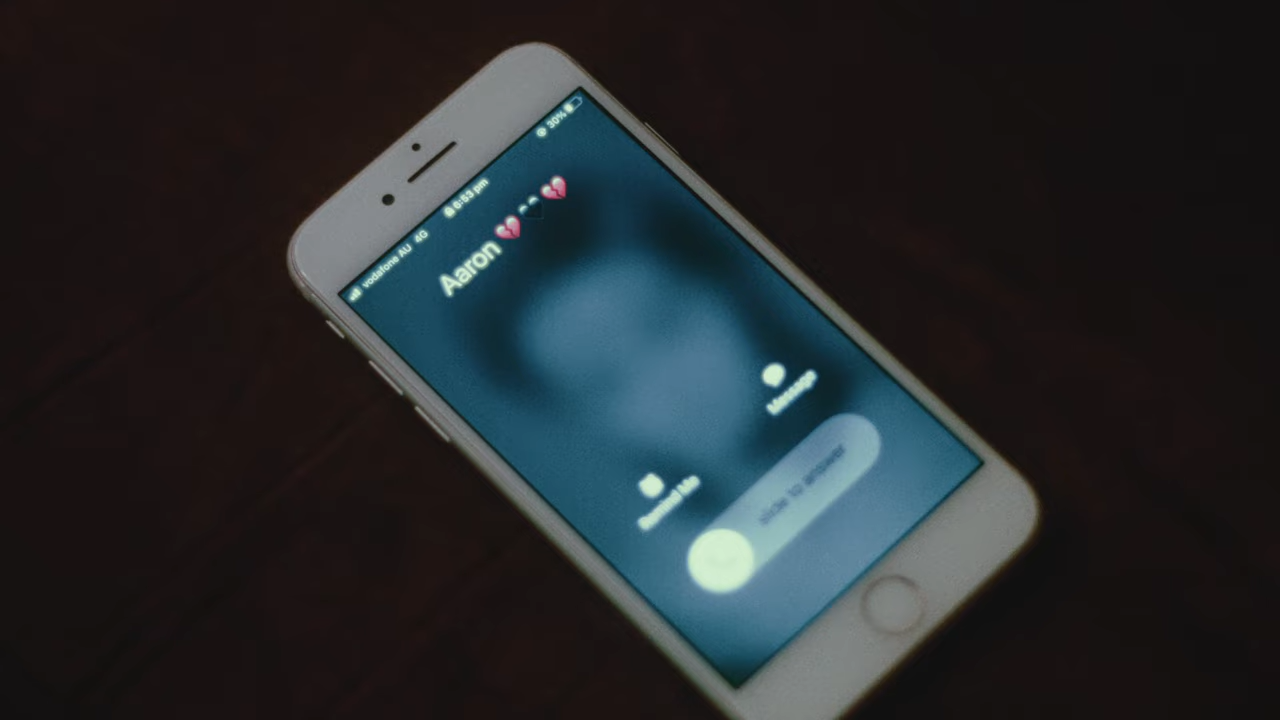 vodafone AU 4G 6:53 pm 30%
Aaron💔🖤💔
Message
Remind Me
slide to answer